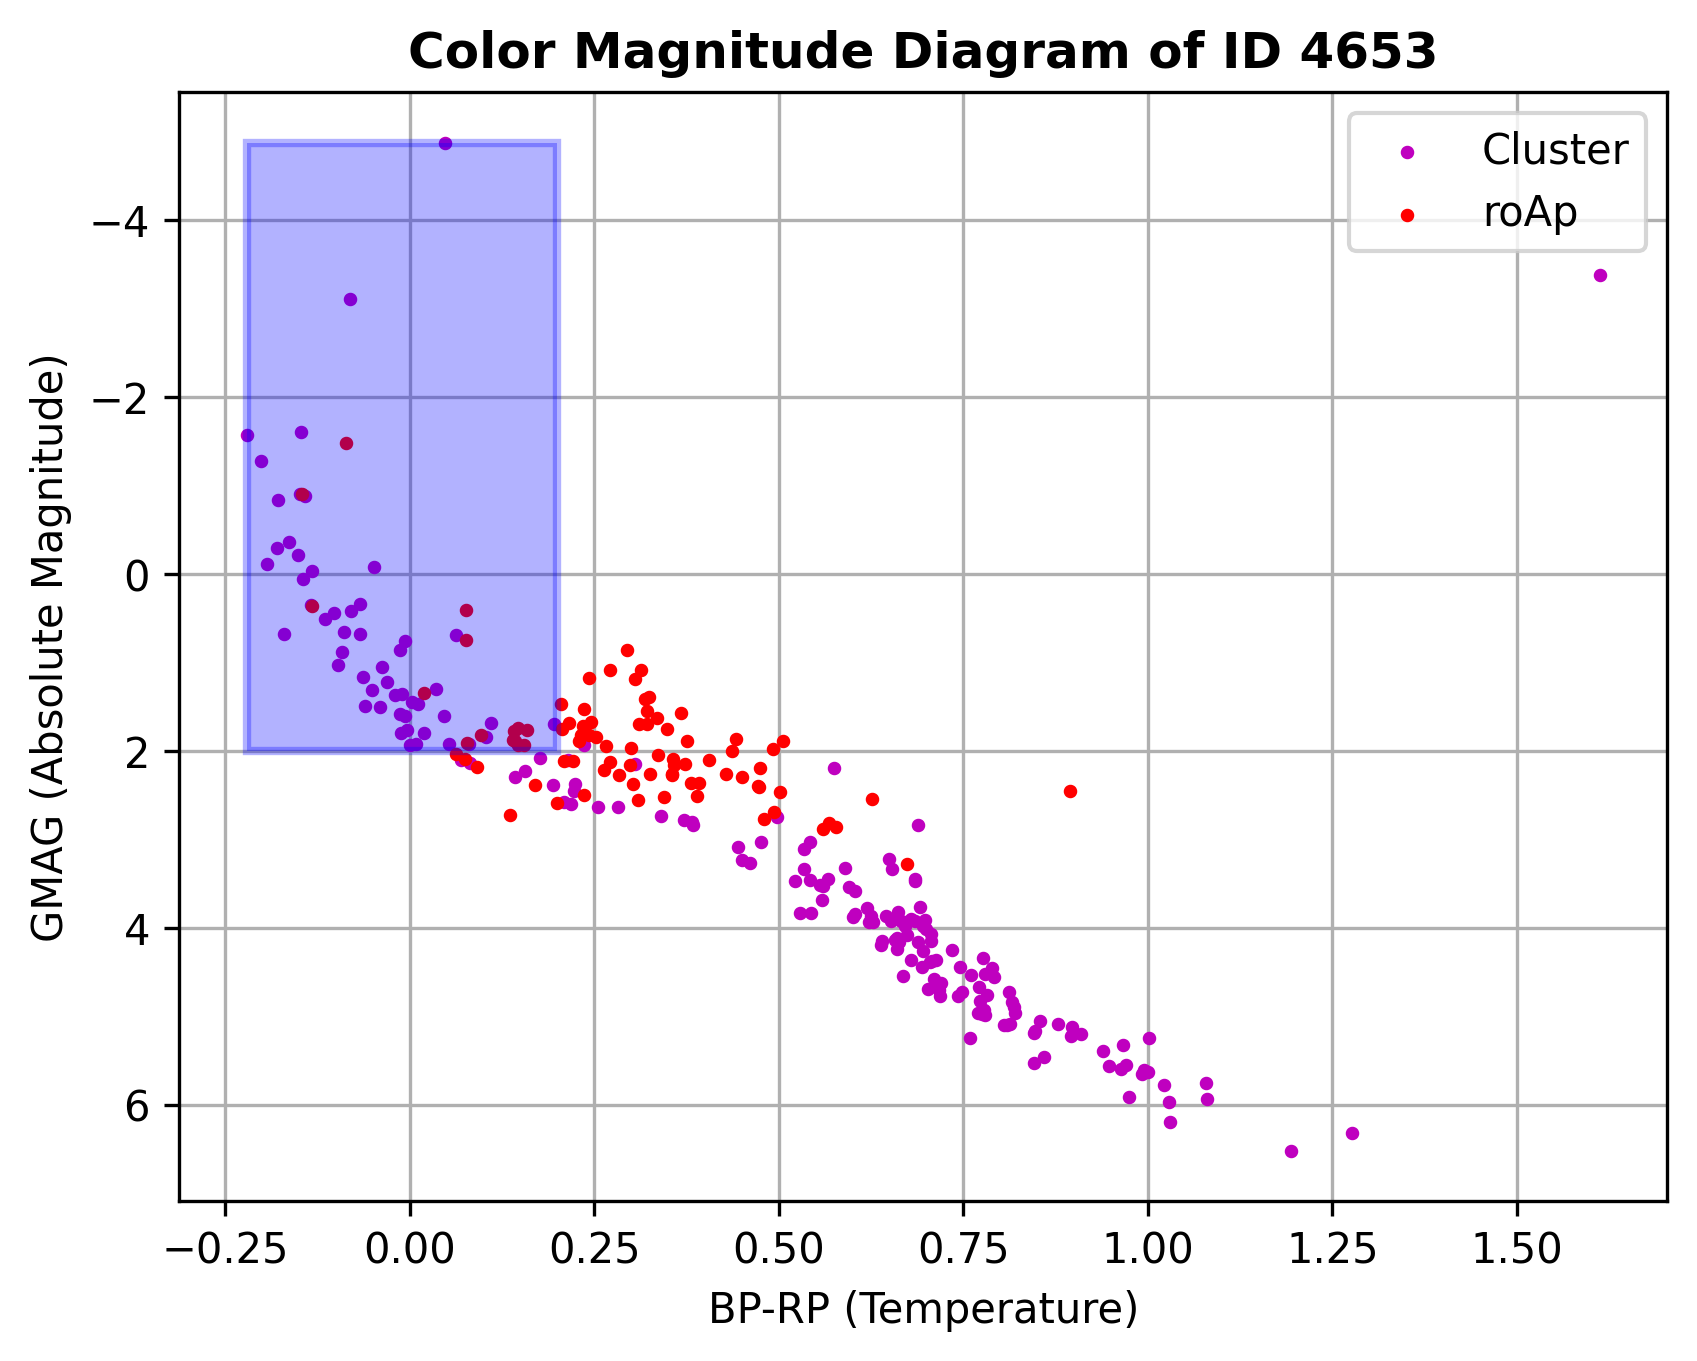 Color Magnitude Diagram of ID 4653
Cluster
roAp
GMAG (Absolute Magnitude)
−4
−2
0
2
4
6
−0.25 0.00 0.25 0.50 0.75 1.00 1.25 1.50
BP-RP (Temperature)